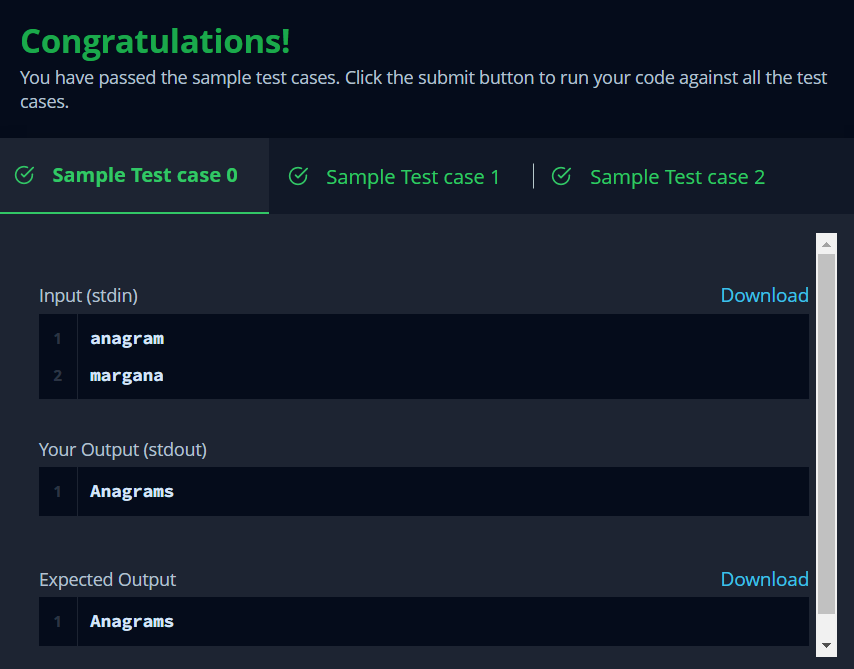 Congratulations!
You have passed the sample test cases. Click the submit button to run your code against all the test
cases.
Sample Test case 0
Sample Test case 1
Sample Test case 2
Input (stdin)
Download
1 anagram
2 margana
Your Output (stdout)
1 Anagrams
Expected Output
Download
1 Anagrams